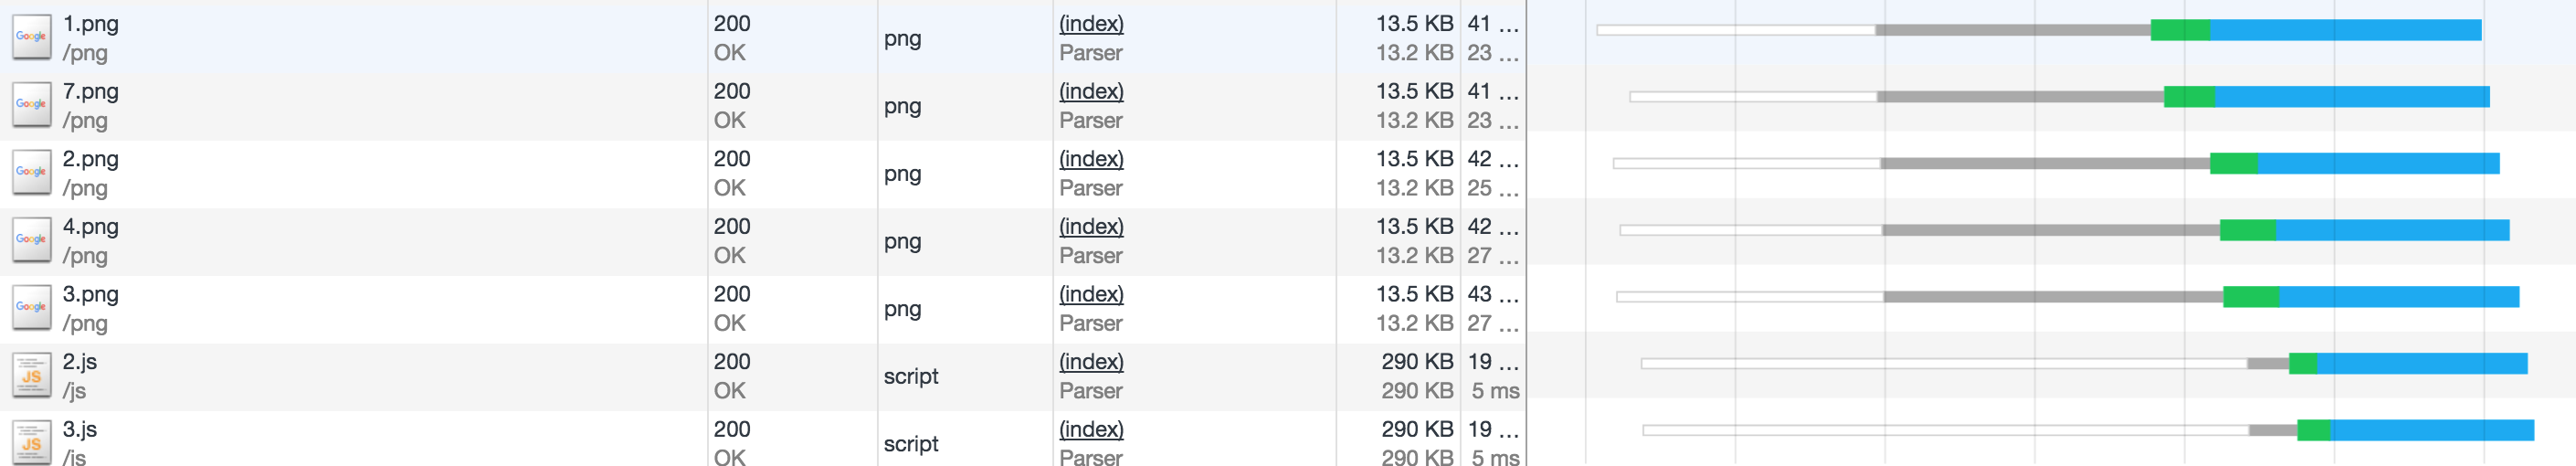 1.png 200 (index) 13.5 KB 41 ...
Google png
/png OK Parser 13.2 KB 23 ...
7.png 200 (index) 13.5 KB 41 ...
Google png
/png OK Parser 13.2 KB 23 ...
2.png 200 (index) 13.5 KB 42 ...
Google png
/png OK Parser 13.2 KB 25 ...
4.png 200 (index) 13.5 KB 42 ...
Google png
/png OK Parser 13.2 KB 27 ...
3.png 200 (index) 13.5 KB 43 ...
Google png
/png OK Parser 13.2 KB 27 ...
2.js 200 (index) 290 KB 19 ...
JS script
/js OK Parser 290 KB 5 ms
3.js 200 (index) 290 KB 19 ...
JS script
/js OK Parser 290 KB 5 ms